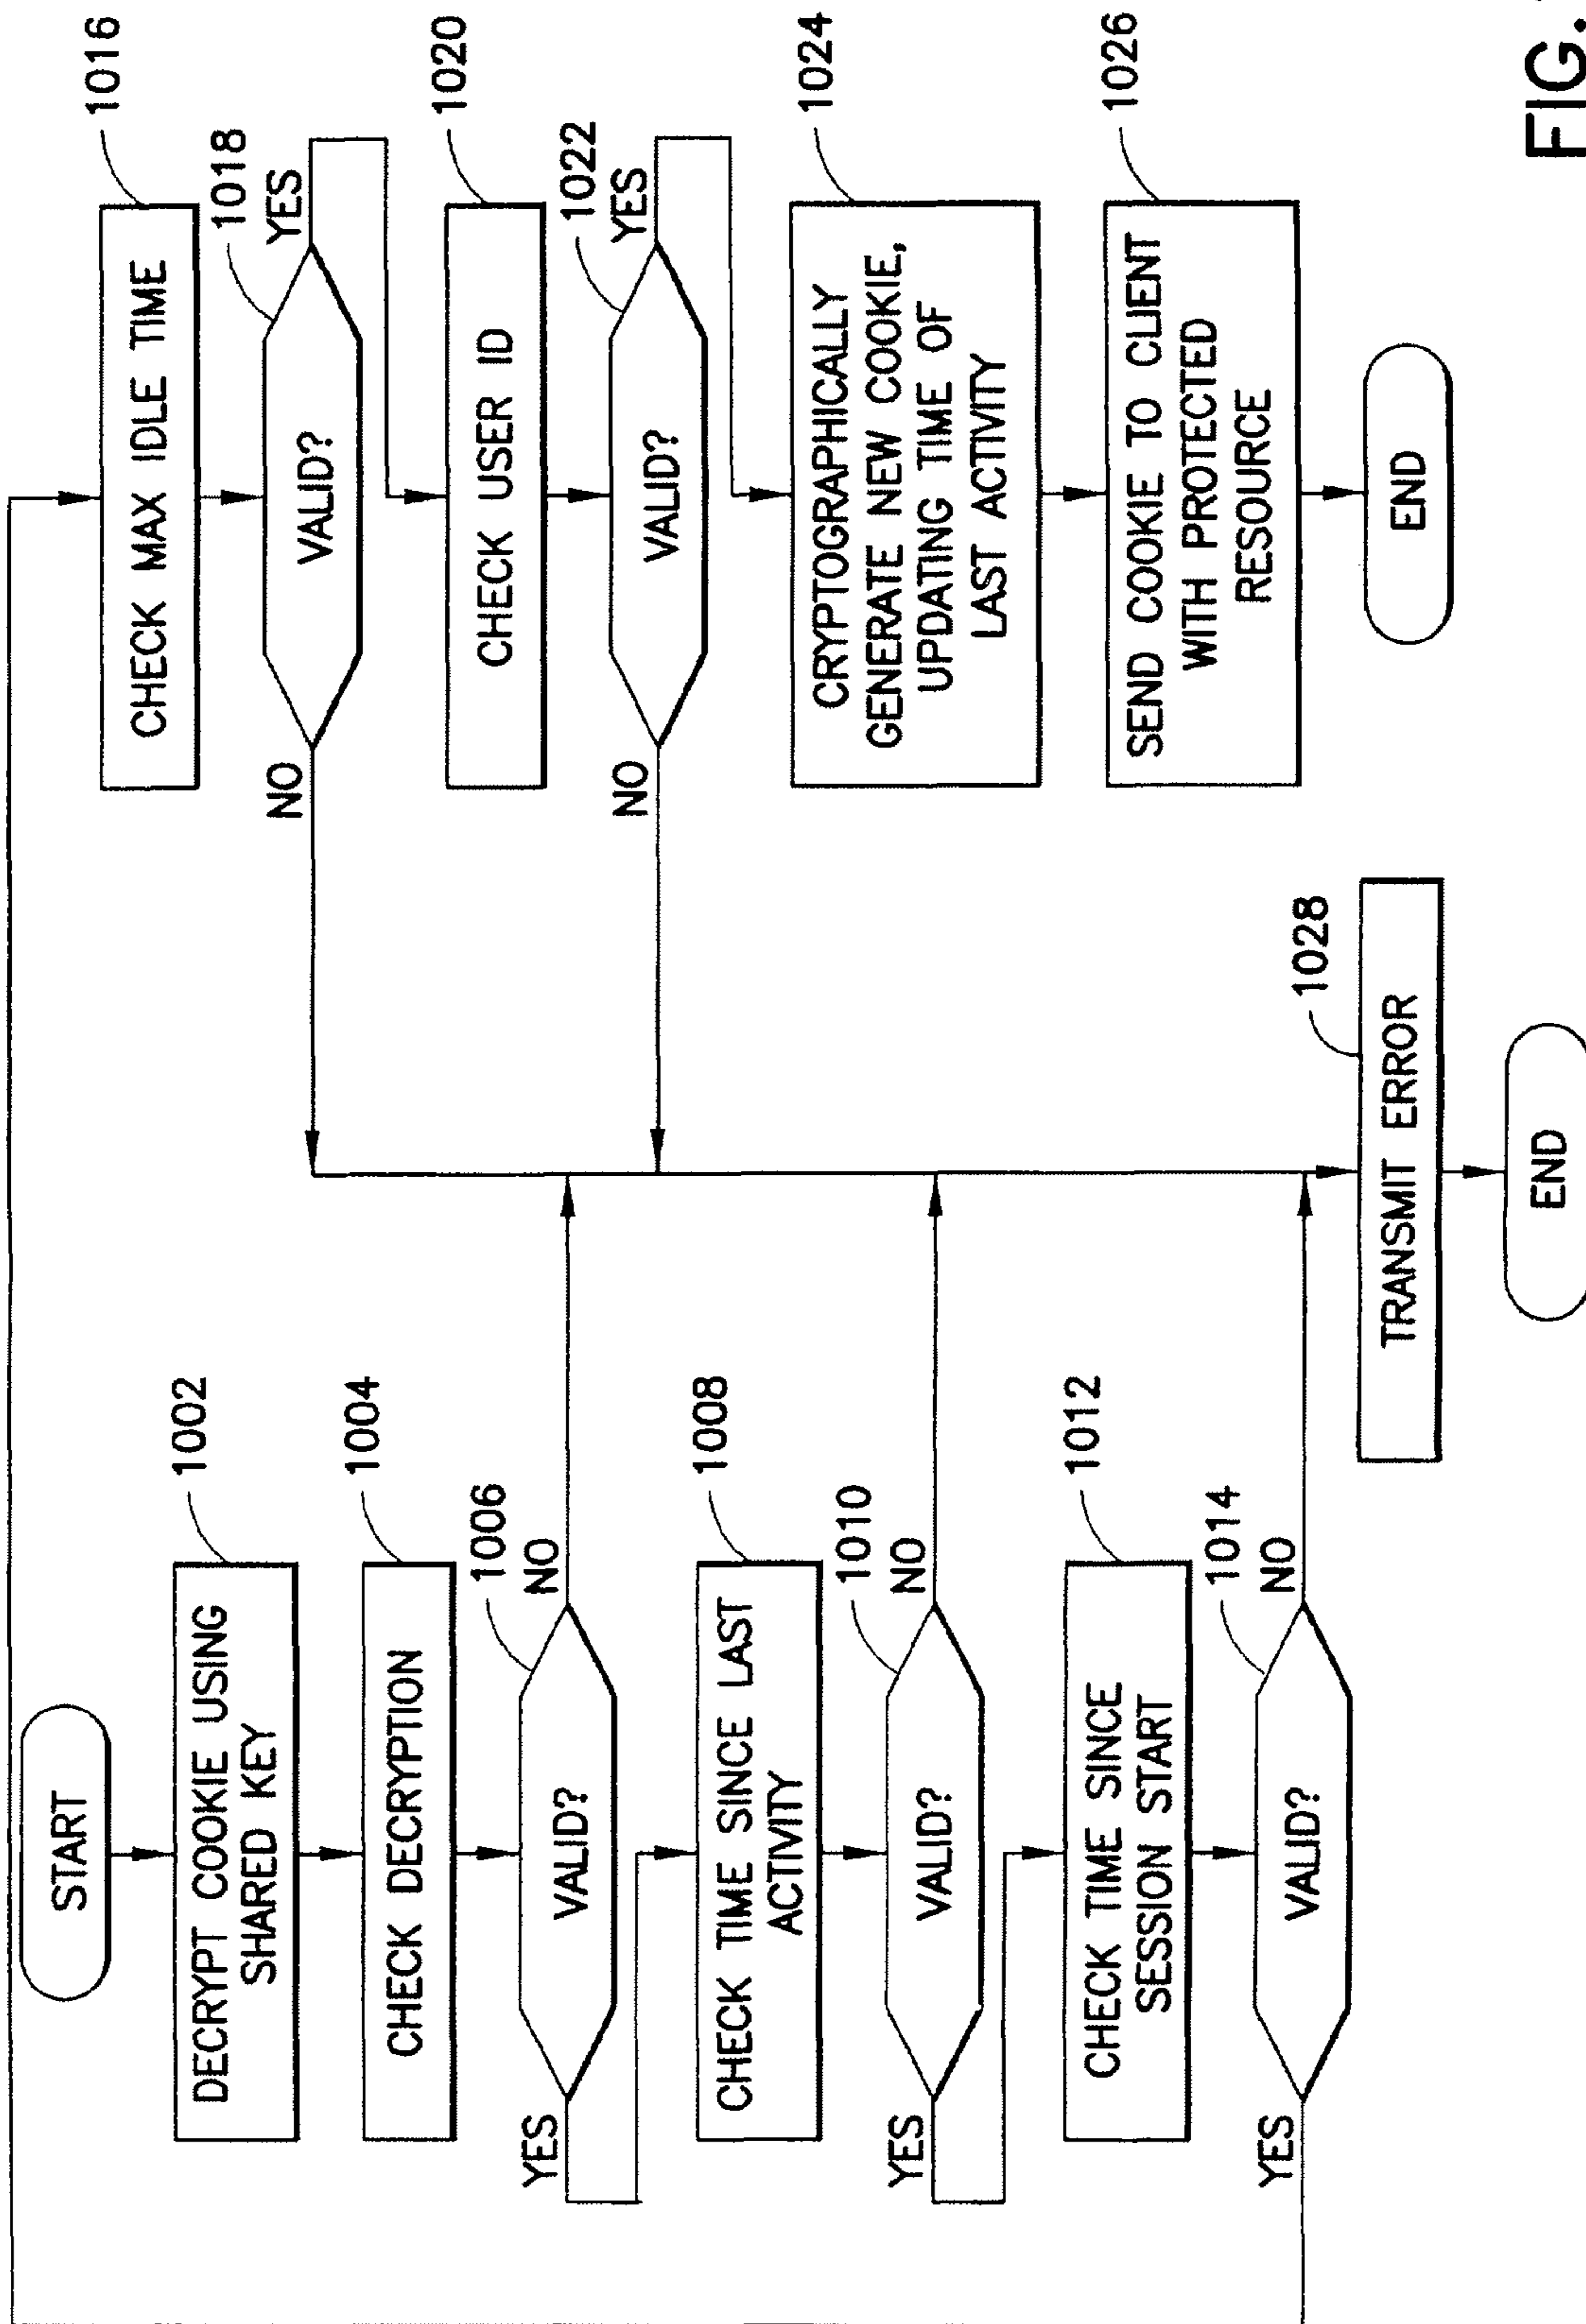 START
DECRYPT COOKIE USING
SHARED KEY
1002
CHECK DECRYPTION
1004
1006
VALID?
NO
YES
CHECK TIME SINCE LAST
ACTIVITY
1008
1010
VALID?
NO
YES
CHECK TIME SINCE
SESSION START
1012
1014
VALID?
NO
YES
CHECK MAX IDLE TIME
1016
1018
VALID?
YES
NO
CHECK USER ID
1020
1022
VALID?
YES
NO
CRYPTOGRAPHICALLY
GENERATE NEW COOKIE,
UPDATING TIME OF
LAST ACTIVITY
1024
SEND COOKIE TO CLIENT
WITH PROTECTED
RESOURCE
1026
END
TRANSMIT ERROR
1028
END
FIG.